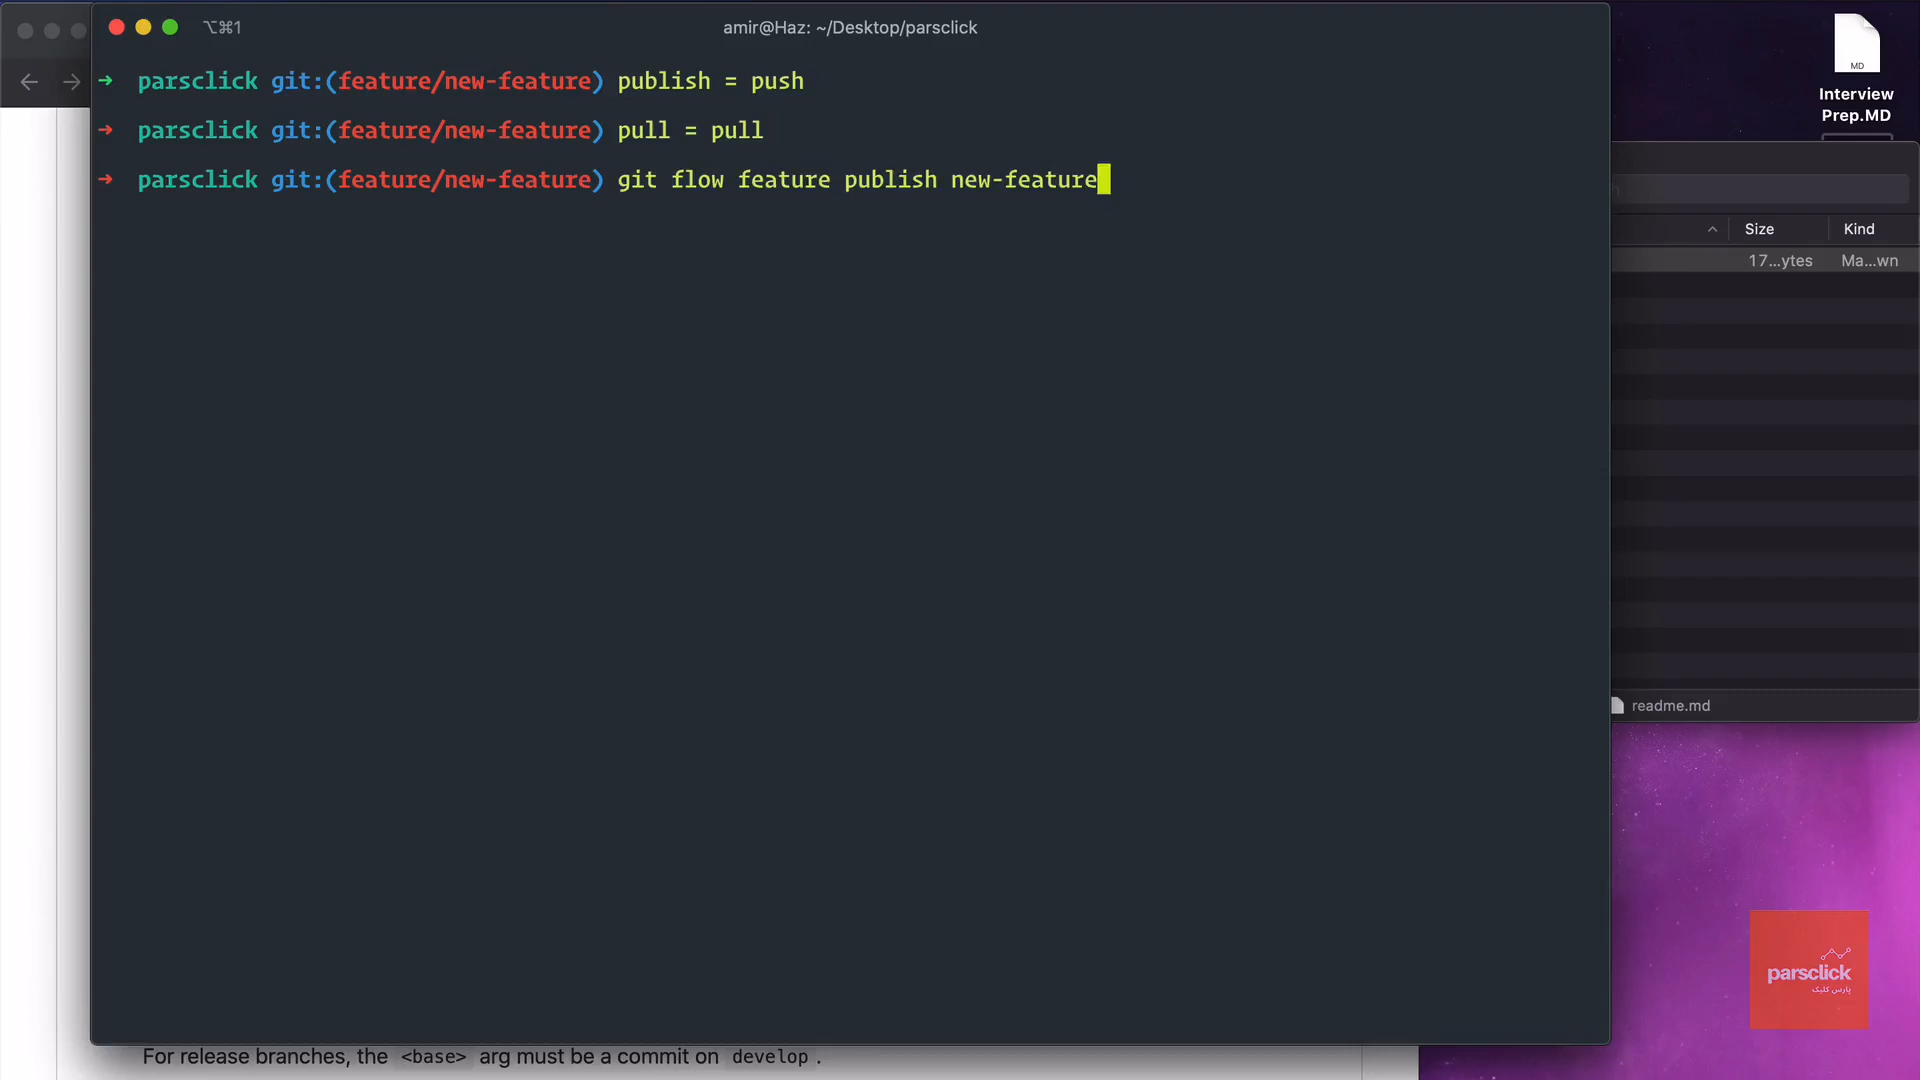 ⌥⌘1
amir@Haz: ~/Desktop/parsclick
➜ parsclick git:(feature/new-feature) publish = push
➜ parsclick git:(feature/new-feature) pull = pull
➜ parsclick git:(feature/new-feature) git flow feature publish new-feature
MD
Interview
Prep.MD
Size
Kind
17...ytes
Ma...wn
readme.md
parsclick
پارس کلیک
For release branches, the <base> arg must be a commit on develop .